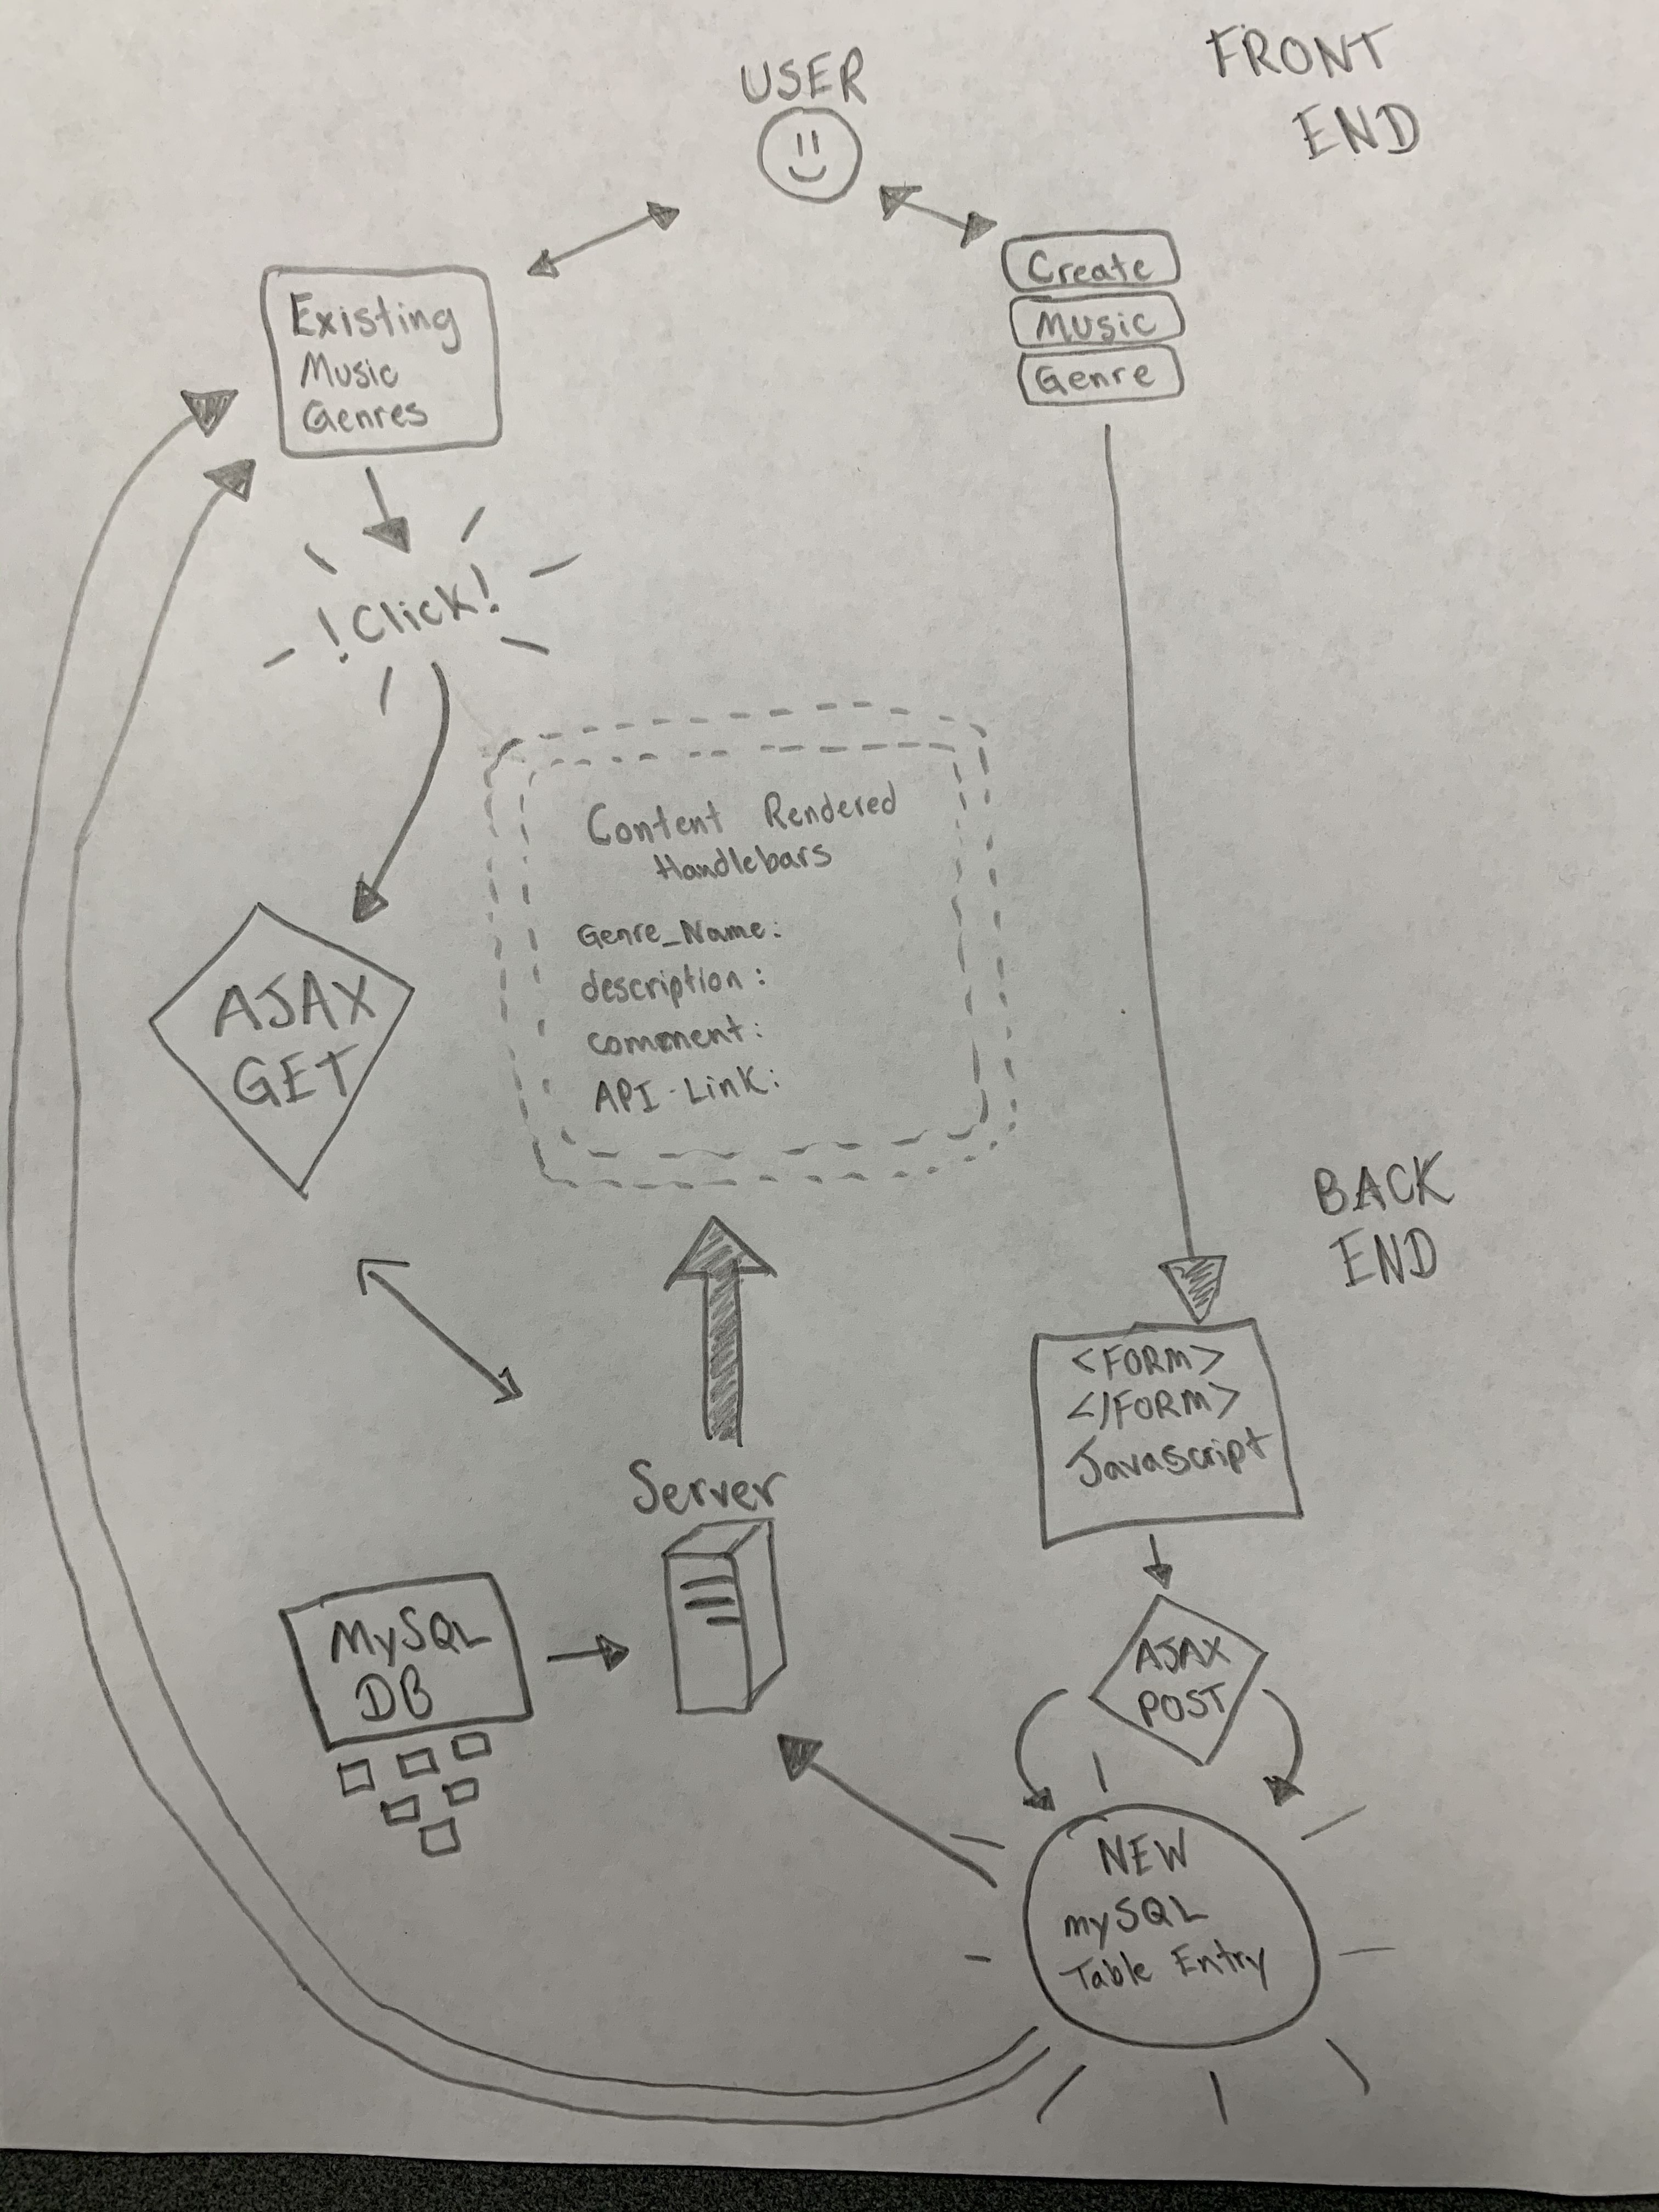 USER
FRONT
END
Existing
Music
Genres
Create
Music
Genre
!Click!
Content Rendered
Handlebars
Genre_Name:
description:
comment:
API-Link:
AJAX
GET
BACK
END
<FORM>
</FORM>
Javascript
Server
MySQL
DB
AJAX
POST
NEW
mySQL
Table Entry